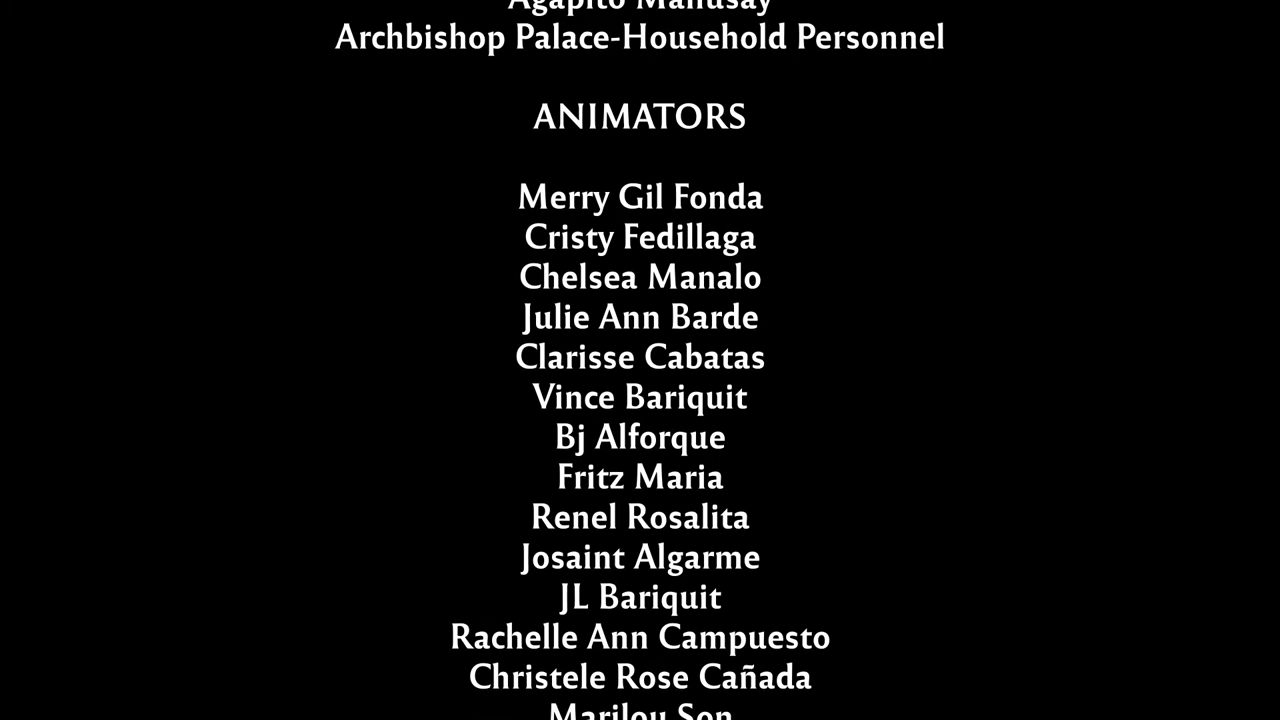 Agapito Manusay
Archbishop Palace-Household Personnel
ANIMATORS
Merry Gil Fonda
Cristy Fedillaga
Chelsea Manalo
Julie Ann Barde
Clarisse Cabatas
Vince Bariquit
Bj Alforque
Fritz Maria
Renel Rosalita
Josaint Algarme
JL Bariquit
Rachelle Ann Campuesto
Christele Rose Cañada
Marilou Son